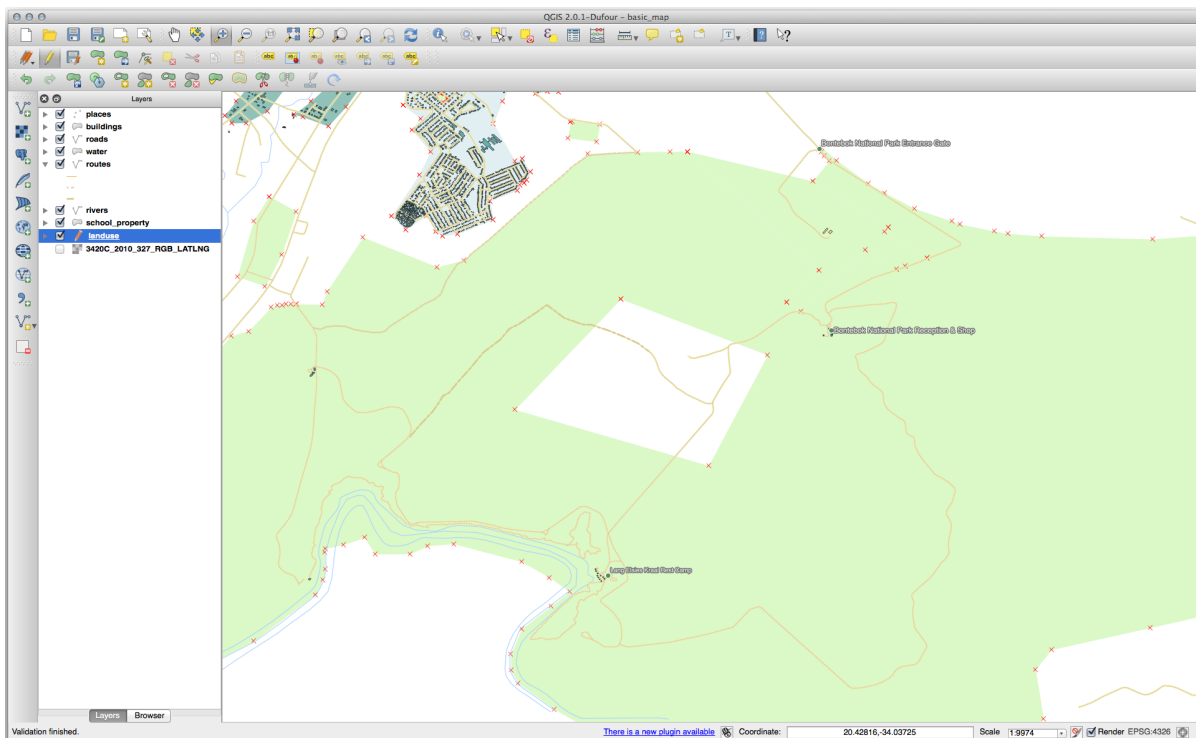 QGIS 2.0.1-Dufour - basic_map
Layers
places
buildings
roads
water
routes
rivers
school_property
landuse
3420C_2010_327_RGB_LATLNG
Bontebok National Park Entrance Gate
Bontebok National Park Reception & Shop
Lang Elsies Kraal Rest Camp
Layers Browser
Validation finished. There is a new plugin available Coordinate: 20.42816,-34.03725 Scale 1:9974 Render EPSG:4326